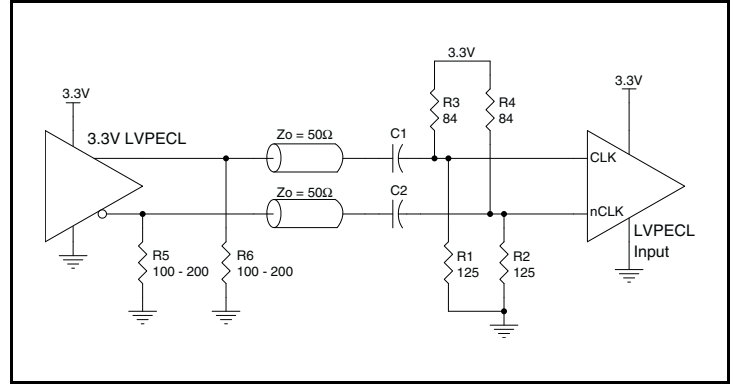 3.3V
3.3V LVPECL
Zo = 50Ω
Zo = 50Ω
C1
C2
3.3V
R3
84
R4
84
3.3V
CLK
nCLK
LVPECL
Input
R5
100 - 200
R6
100 - 200
R1
125
R2
125